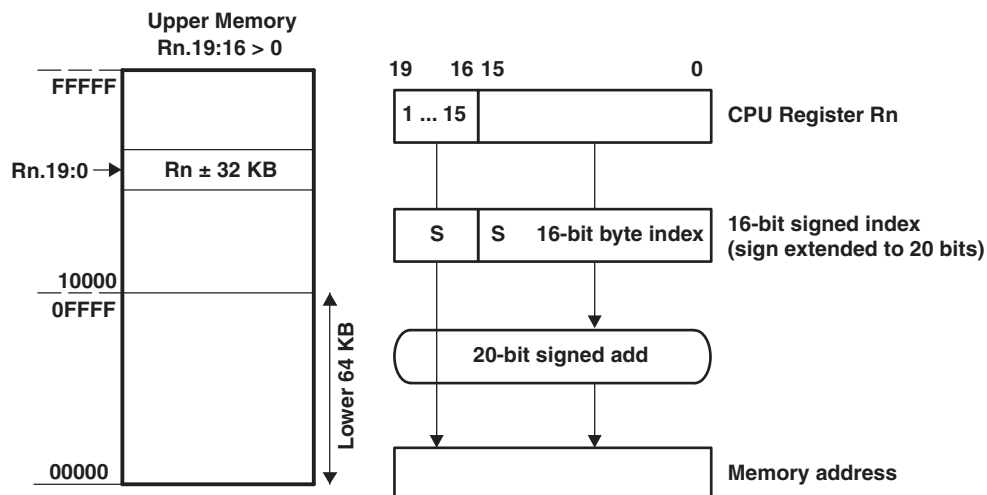 Upper Memory
Rn.19:16 > 0
FFFFF
Rn.19:0
Rn ± 32 KB
10000
0FFFF
Lower 64 KB
00000
19 16 15 0
1 ... 15
CPU Register Rn
S S 16-bit byte index
16-bit signed index
(sign extended to 20 bits)
20-bit signed add
Memory address